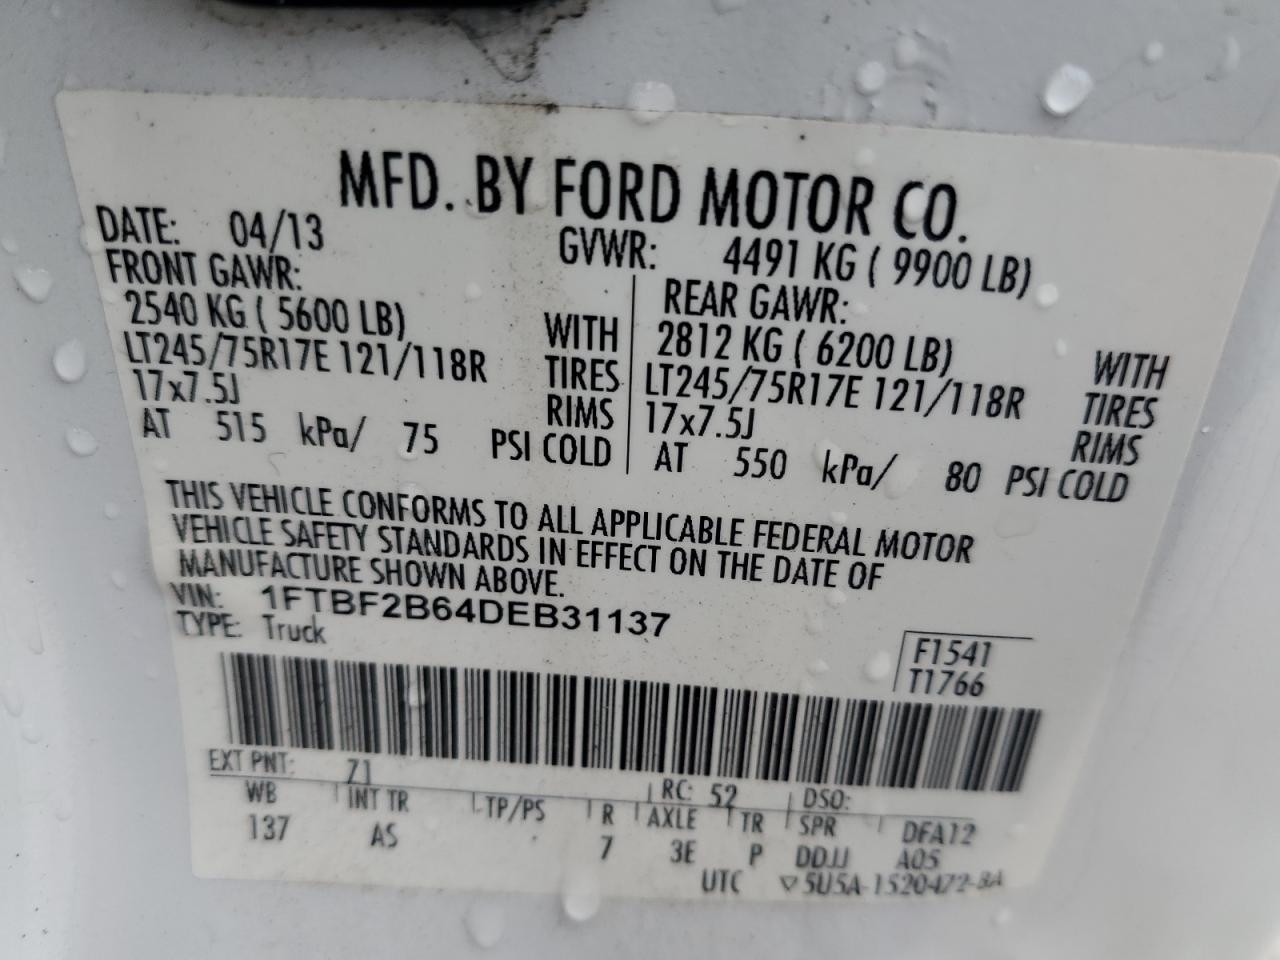 MFD. BY FORD MOTOR CO.
DATE: 04/13 GVWR: 4491 KG ( 9900 LB)
FRONT GAWR: REAR GAWR:
2540 KG ( 5600 LB) WITH 2812 KG ( 6200 LB) WITH
LT245/75R17E 121/118R TIRES LT245/75R17E 121/118R TIRES
17x7.5J RIMS 17x7.5J RIMS
AT 515 kPa/ 75 PSI COLD AT 550 kPa/ 80 PSI COLD
THIS VEHICLE CONFORMS TO ALL APPLICABLE FEDERAL MOTOR
VEHICLE SAFETY STANDARDS IN EFFECT ON THE DATE OF
MANUFACTURE SHOWN ABOVE.
VIN: 1FTBF2B64DEB31137
TYPE: Truck
F1541
T1766
EXT PNT: Z1 RC: 52 DSO:
WB INT TR TP/PS R AXLE TR SPR DFA12
137 AS 7 3E P DDJJ A05
UTC ▽5U5A-1520472-BA